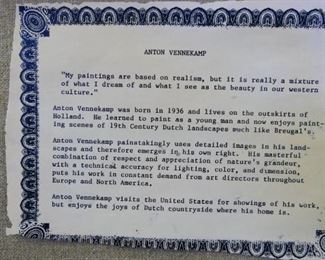 ANTON VENNEKAMP
"My paintings are based on realism, but it is really a mixture
of what I dream of and what I see as the beauty in our western
culture."
Anton Vennekamp was born in 1936 and lives on the outskirts of
Holland. He learned to paint as a young man and now enjoys paint-
ing scenes of 19th Century Dutch landscapes much like Breugal's.
Anton Vennekamp painstakingly uses detailed images in his land-
scapes and therefore emerges in his own right. His masterful
combination of respect and appreciation of nature's grandeur,
with a technical accuracy for lighting, color, and dimension,
puts his work in constant demand from art directors throughout
Europe and North America.
Anton Vennekamp visits the United States for showings of his work,
but enjoys the joys of Dutch countryside where his home is.